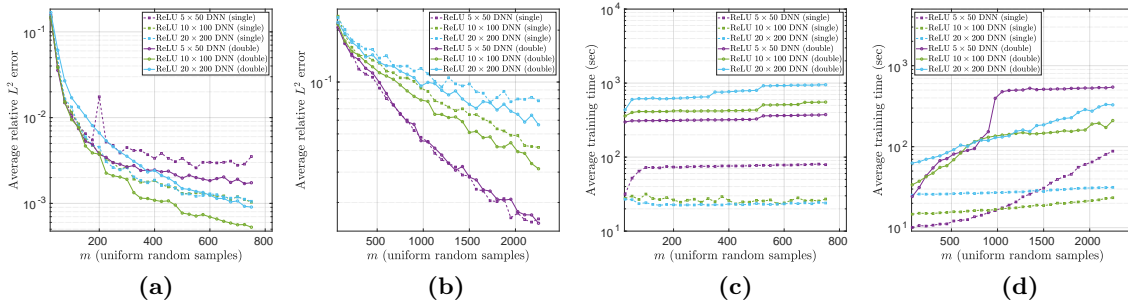 ReLU 5 × 50 DNN (single)
ReLU 10 × 100 DNN (single)
ReLU 20 × 200 DNN (single)
ReLU 5 × 50 DNN (double)
ReLU 10 × 100 DNN (double)
ReLU 20 × 200 DNN (double)
Average relative L² error
10⁻¹
10⁻²
10⁻³
200 400 600 800
m (uniform random samples)
(a)
ReLU 5 × 50 DNN (single)
ReLU 10 × 100 DNN (single)
ReLU 20 × 200 DNN (single)
ReLU 5 × 50 DNN (double)
ReLU 10 × 100 DNN (double)
ReLU 20 × 200 DNN (double)
Average relative L² error
10⁻¹
500 1000 1500 2000
m (uniform random samples)
(b)
ReLU 5 × 50 DNN (single)
ReLU 10 × 100 DNN (single)
ReLU 20 × 200 DNN (single)
ReLU 5 × 50 DNN (double)
ReLU 10 × 100 DNN (double)
ReLU 20 × 200 DNN (double)
Average training time (sec)
10⁴
10³
10²
10¹
200 400 600 800
m (uniform random samples)
(c)
ReLU 5 × 50 DNN (single)
ReLU 10 × 100 DNN (single)
ReLU 20 × 200 DNN (single)
ReLU 5 × 50 DNN (double)
ReLU 10 × 100 DNN (double)
ReLU 20 × 200 DNN (double)
Average training time (sec)
10³
10²
10¹
500 1000 1500 2000
m (uniform random samples)
(d)